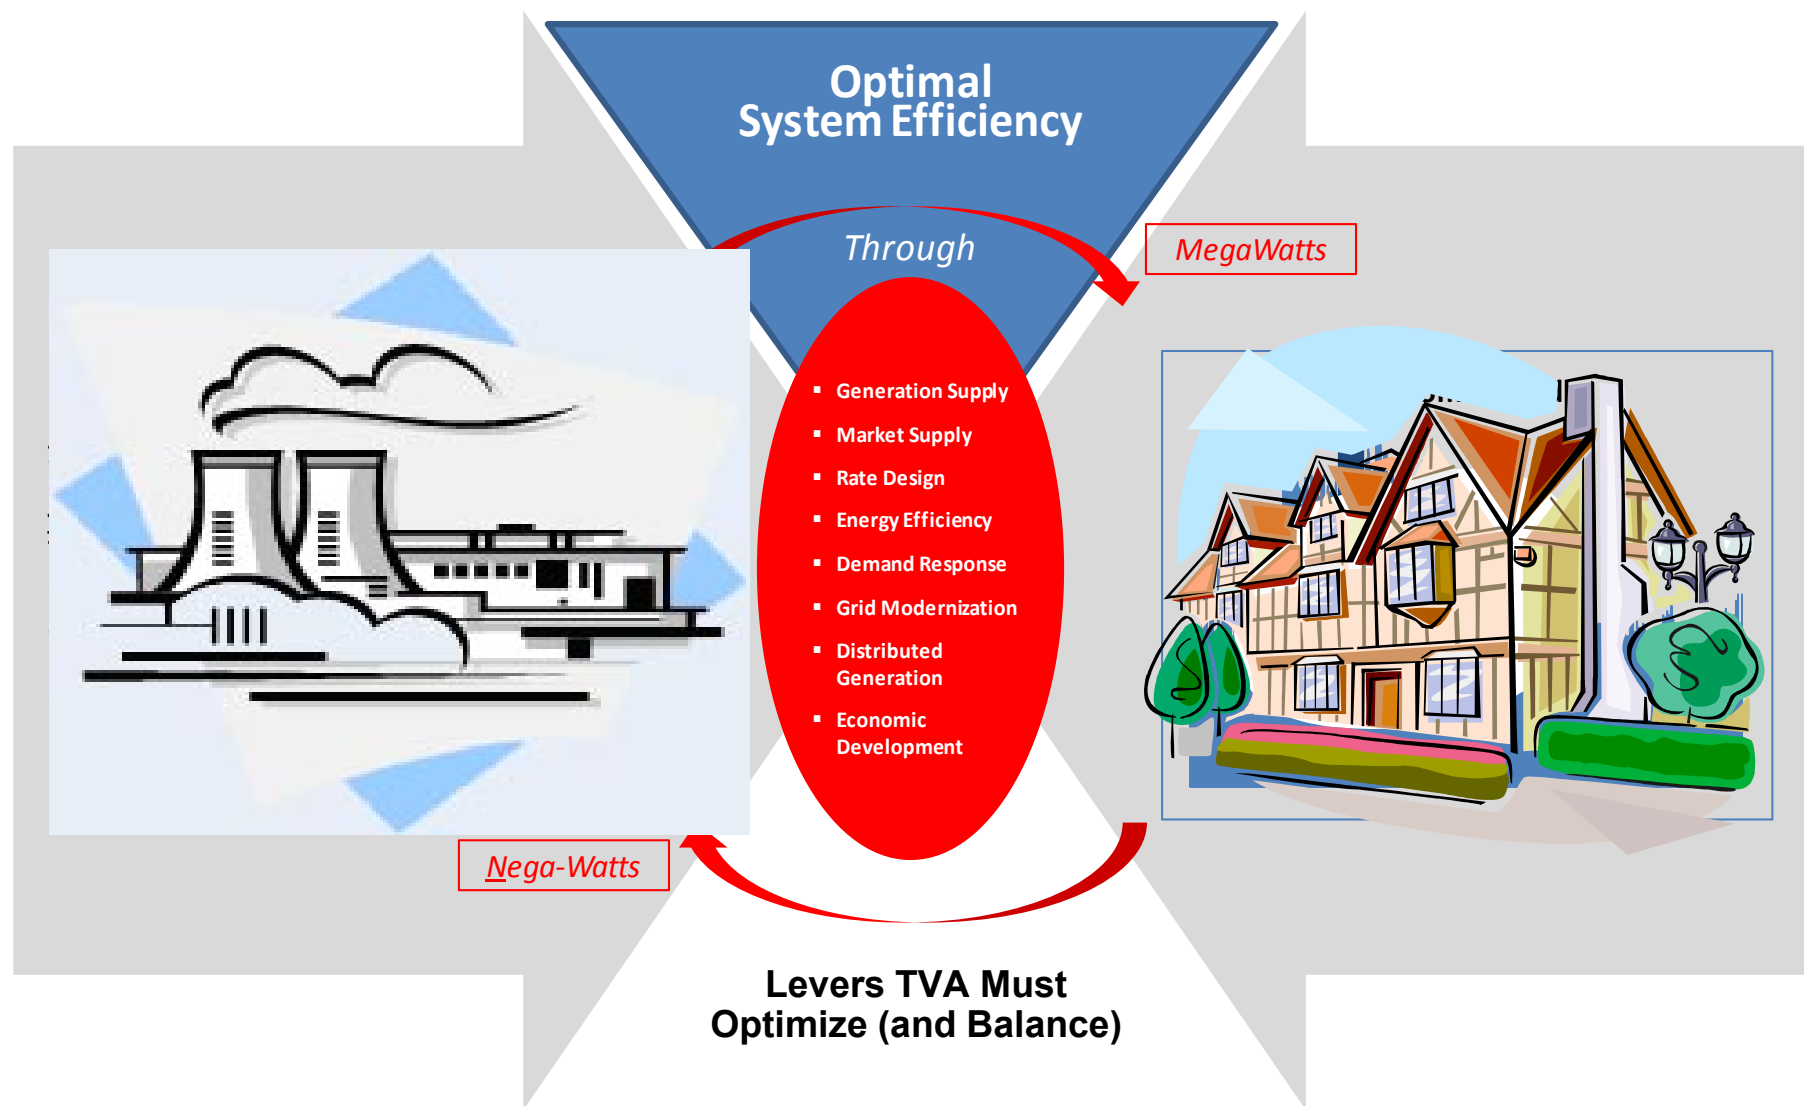 Optimal
System Efficiency
Through
MegaWatts
▪ Generation Supply
▪ Market Supply
▪ Rate Design
▪ Energy Efficiency
▪ Demand Response
▪ Grid Modernization
▪ Distributed
Generation
▪ Economic
Development
Nega-Watts
Levers TVA Must
Optimize (and Balance)